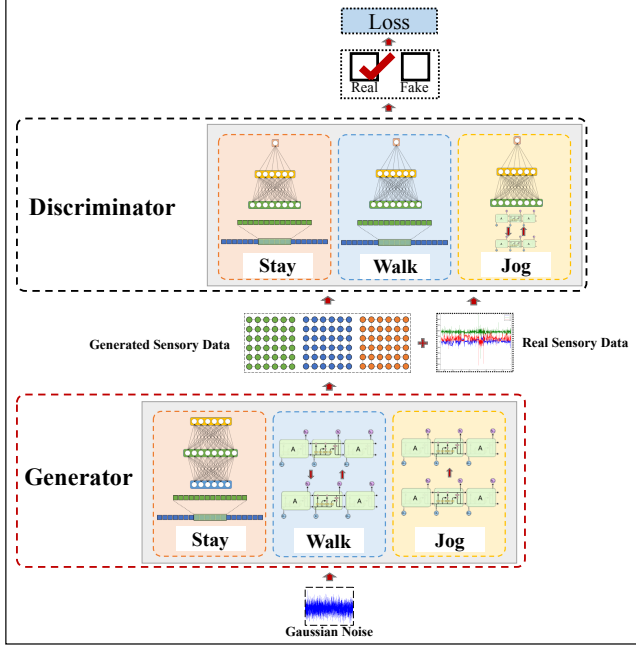 Loss
Real Fake
Discriminator
Stay Walk Jog
Generated Sensory Data
Real Sensory Data
Generator
A A A A
A A A A
Stay Walk Jog
Gaussian Noise